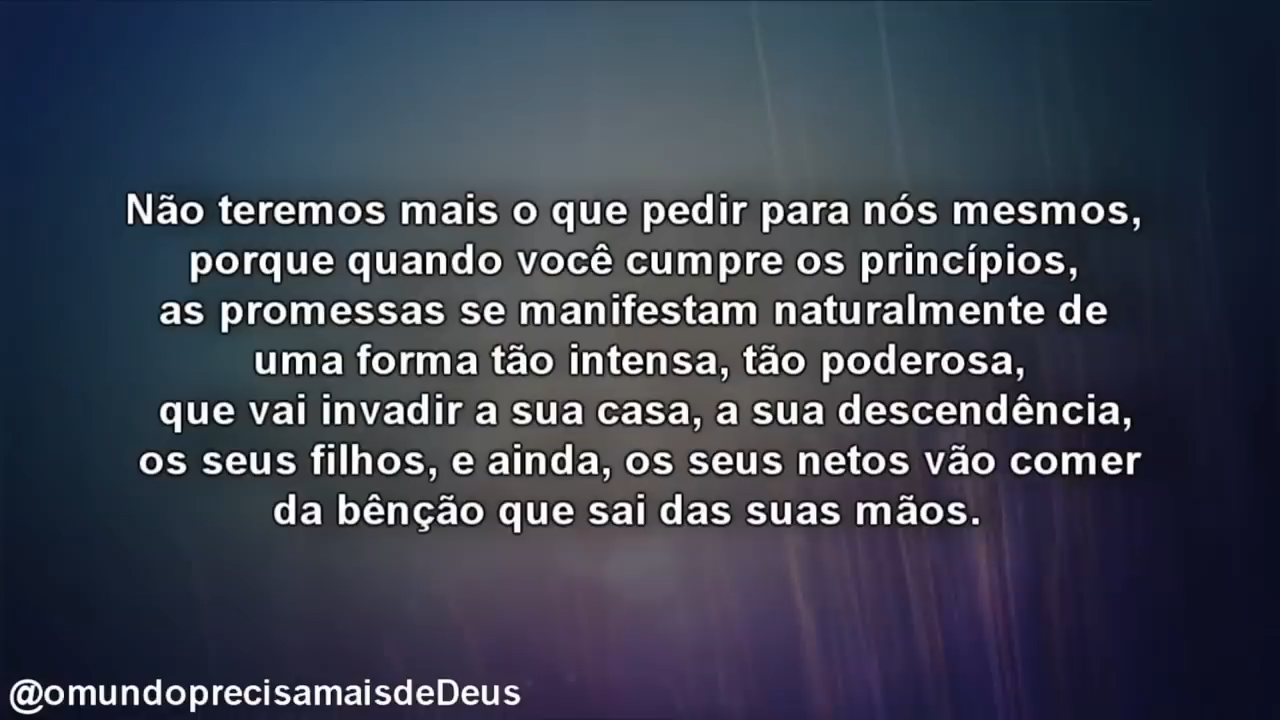 Não teremos mais o que pedir para nós mesmos,
porque quando você cumpre os princípios,
as promessas se manifestam naturalmente de
uma forma tão intensa, tão poderosa,
que vai invadir a sua casa, a sua descendência,
os seus filhos, e ainda, os seus netos vão comer
da bênção que sai das suas mãos.
@omundoprecisamaisdeDeus